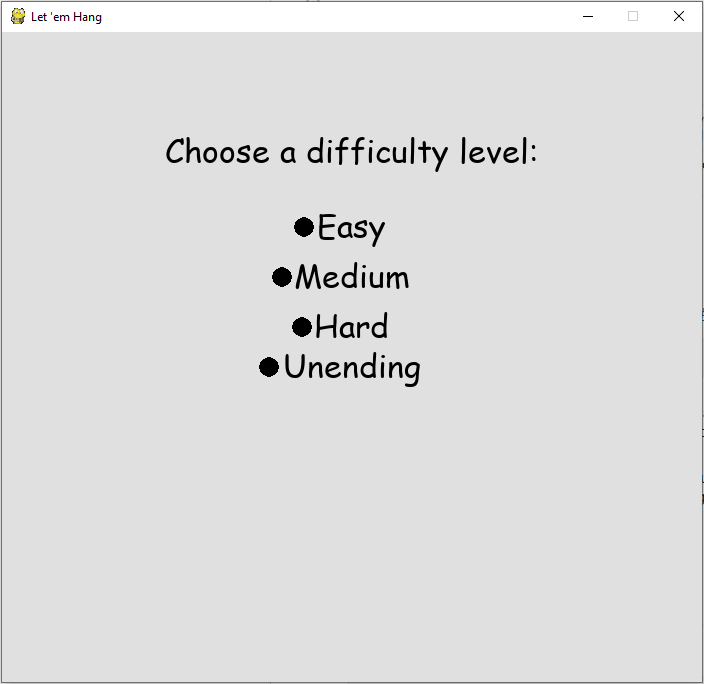 Let 'em Hang
Choose a difficulty level:
Easy
Medium
Hard
Unending